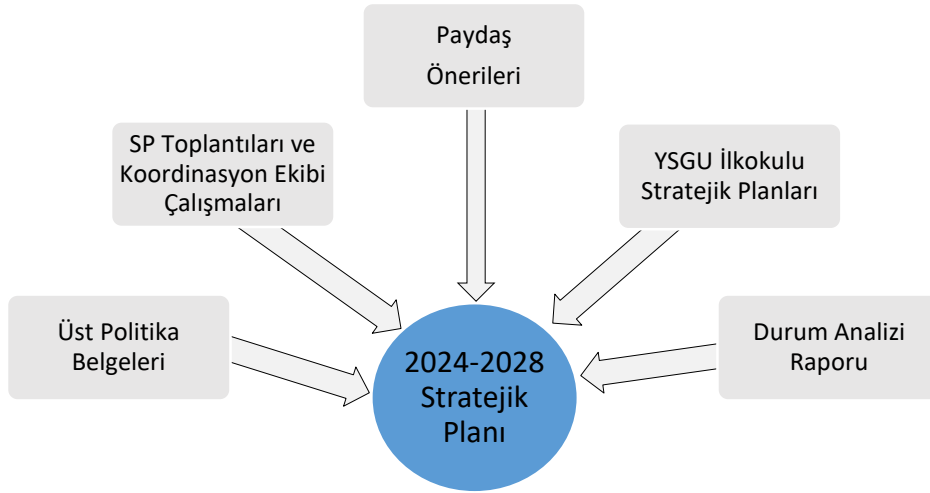 Paydaş
Önerileri
SP Toplantıları ve
Koordinasyon Ekibi
Çalışmaları
YSGU İlkokulu
Stratejik Planları
Üst Politika
Belgeleri
Durum Analizi
Raporu
2024-2028
Stratejik
Planı